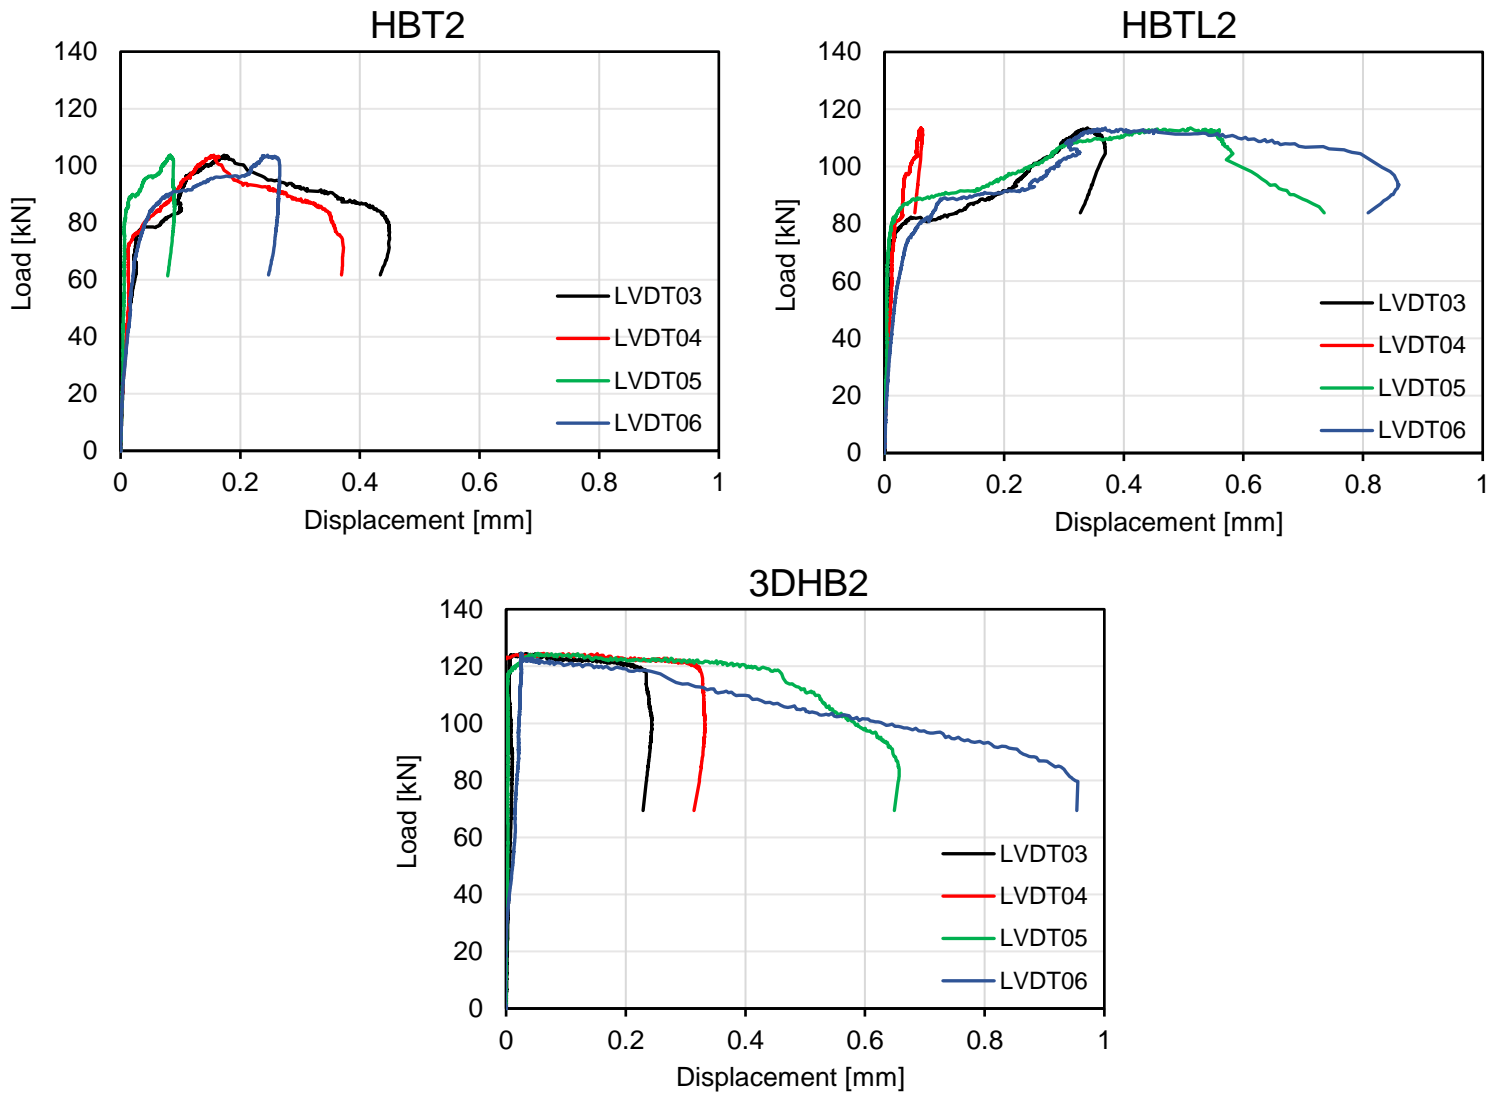 HBT2
140
120
100
80
60
40
20
0
Load [kN]
0 0.2 0.4 0.6 0.8 1
Displacement [mm]
LVDT03
LVDT04
LVDT05
LVDT06
HBTL2
140
120
100
80
60
40
20
0
Load [kN]
0 0.2 0.4 0.6 0.8 1
Displacement [mm]
LVDT03
LVDT04
LVDT05
LVDT06
3DHB2
140
120
100
80
60
40
20
0
Load [kN]
0 0.2 0.4 0.6 0.8 1
Displacement [mm]
LVDT03
LVDT04
LVDT05
LVDT06